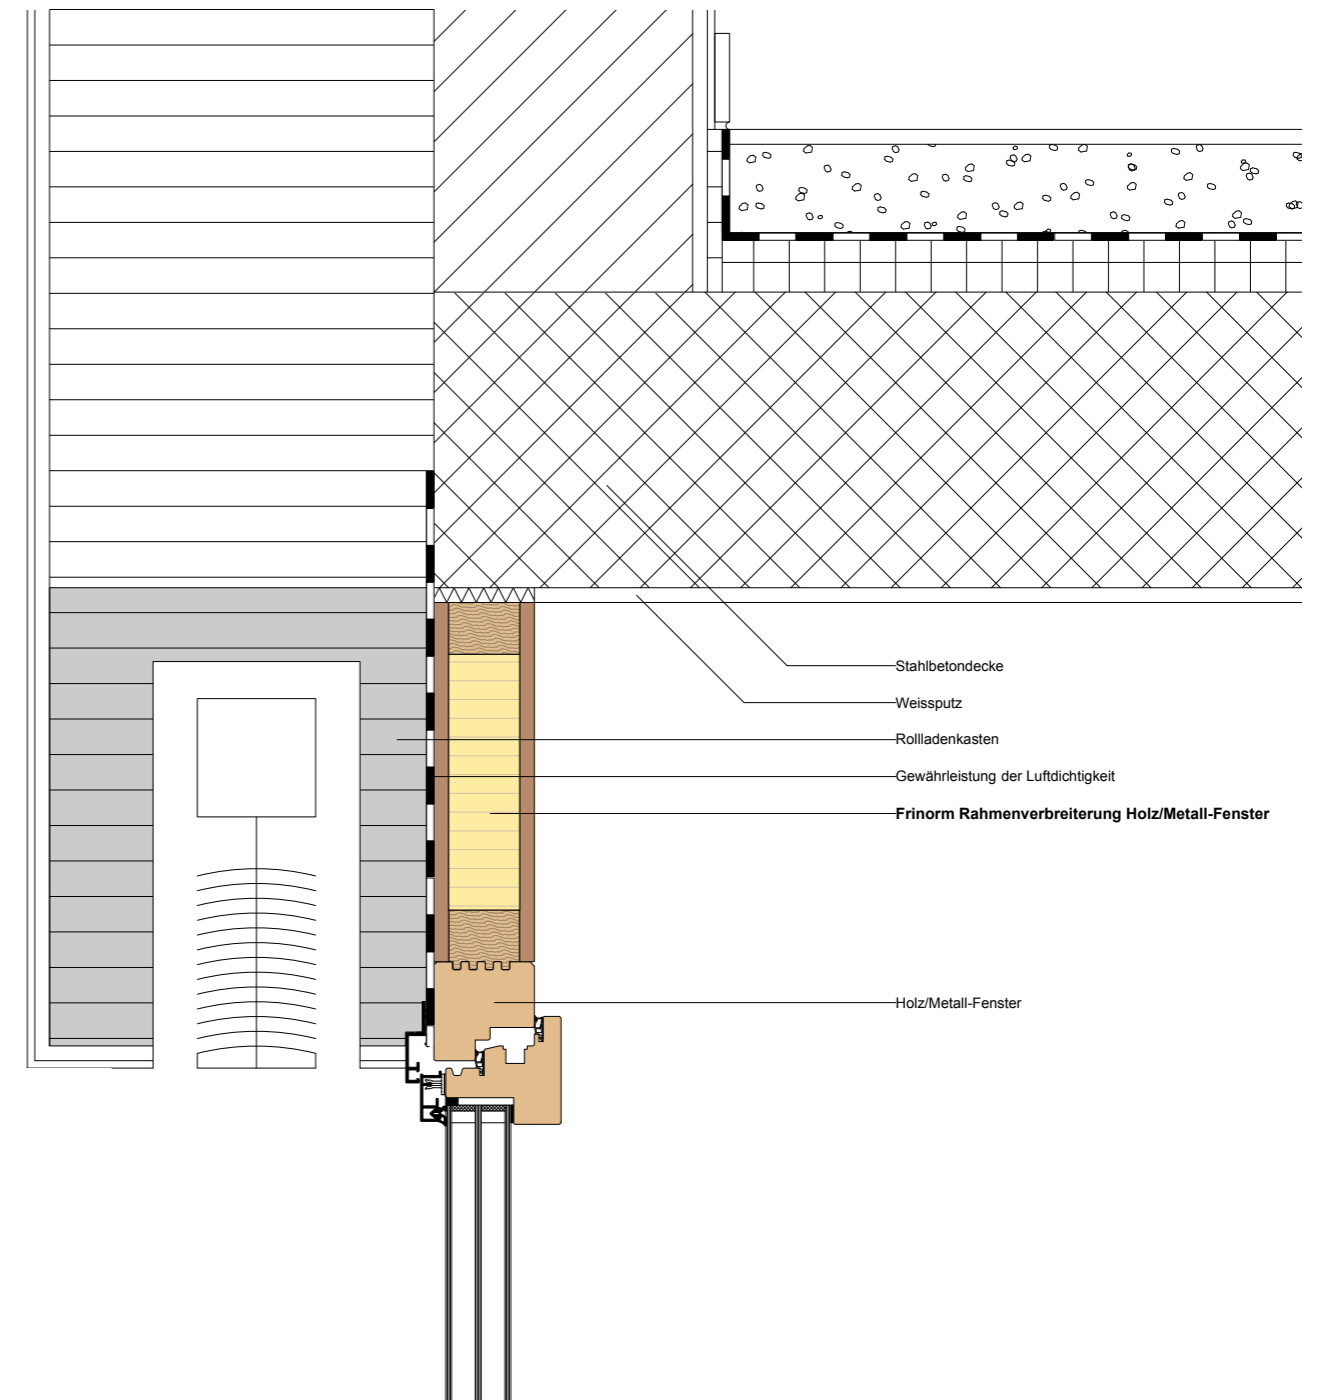 Stahlbetondecke
Weissputz
Rollladenkasten
Gewährleistung der Luftdichtigkeit
Frinorm Rahmenverbreiterung Holz/Metall-Fenster
Holz/Metall-Fenster